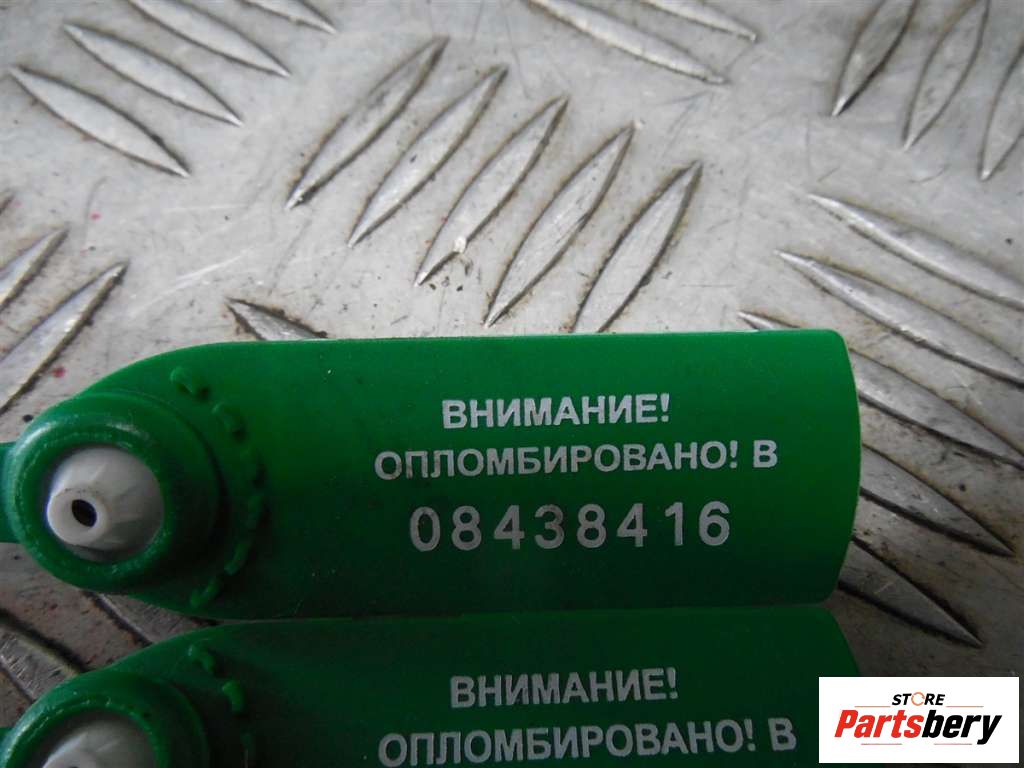 ВНИМАНИЕ!
ОПЛОМБИРОВАНО! В
08438416
ВНИМАНИЕ!
ОПЛОМБИРОВАНО! В
STORE
Partsbery